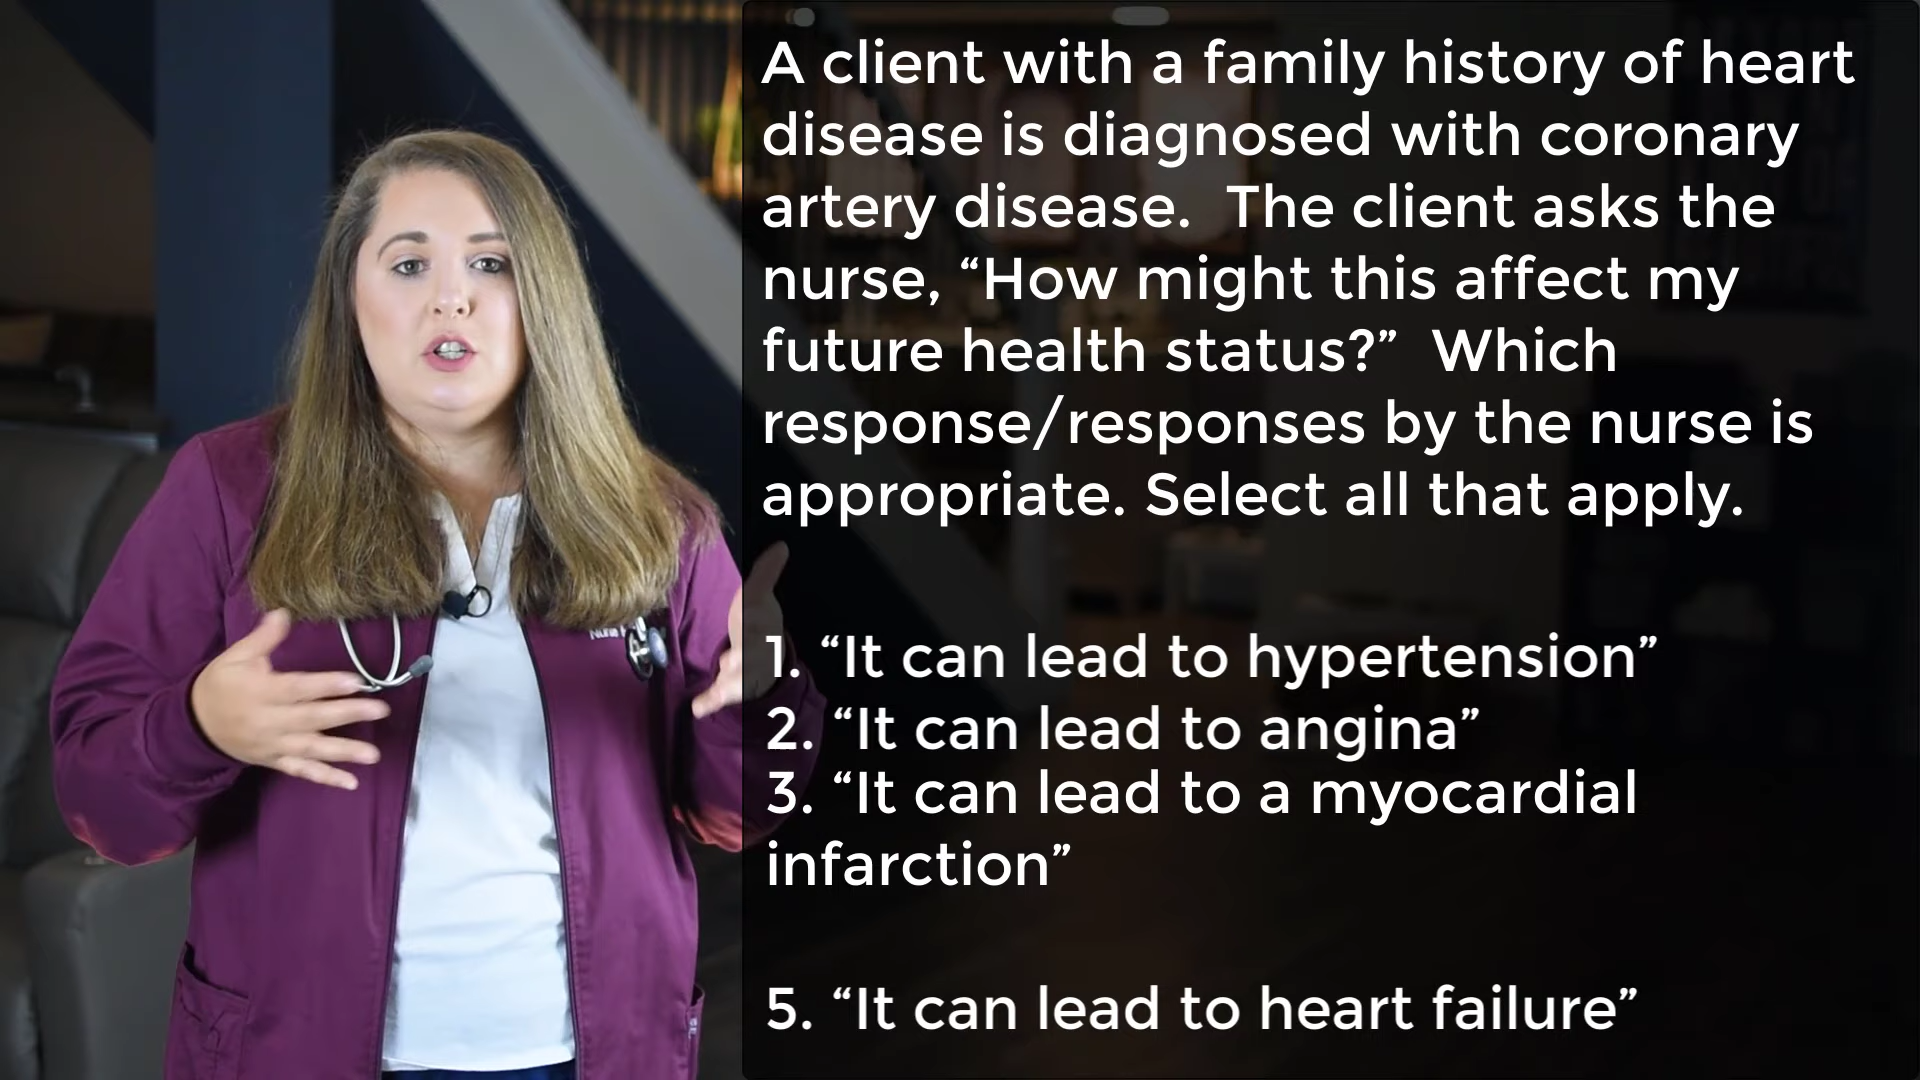 A client with a family history of heart
disease is diagnosed with coronary
artery disease.  The client asks the
nurse, “How might this affect my
future health status?”  Which
response/responses by the nurse is
appropriate. Select all that apply.
1. “It can lead to hypertension”
2. “It can lead to angina”
3. “It can lead to a myocardial
infarction”
5. “It can lead to heart failure”